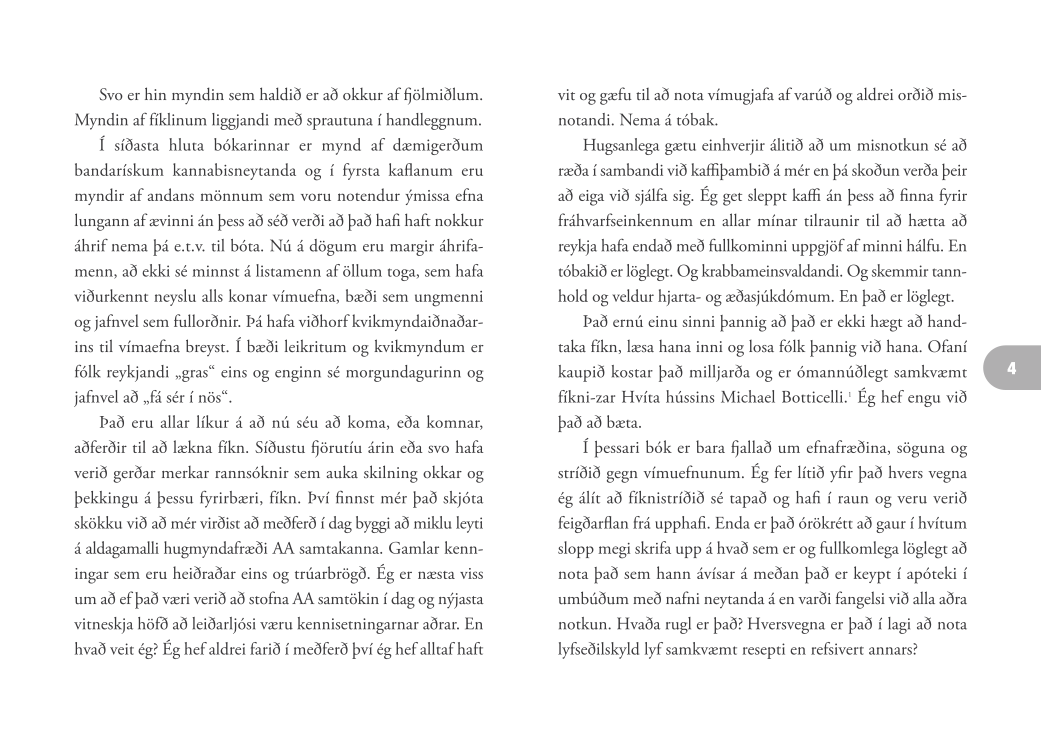 Svo er hin myndin sem haldið er að okkur af fjölmiðlum.
Myndin af fíklinum liggjandi með sprautuna í handleggnum.
Í síðasta hluta bókarinnar er mynd af dæmigerðum
bandarískum kannabisneytanda og í fyrsta kaflanum eru
myndir af andans mönnum sem voru notendur ýmissa efna
lungann af ævinni án þess að séð verði að það hafi haft nokkur
áhrif nema þá e.t.v. til bóta. Nú á dögum eru margir áhrifa-
menn, að ekki sé minnst á listamenn af öllum toga, sem hafa
viðurkennt neyslu alls konar vímuefna, bæði sem ungmenni
og jafnvel sem fullorðnir. Þá hafa viðhorf kvikmyndaiðnaðar-
ins til vímaefna breyst. Í bæði leikritum og kvikmyndum er
fólk reykjandi „gras“ eins og enginn sé morgundagurinn og
jafnvel að „fá sér í nös“.
Það eru allar líkur á að nú séu að koma, eða komnar,
aðferðir til að lækna fíkn. Síðustu fjörutíu árin eða svo hafa
verið gerðar merkar rannsóknir sem auka skilning okkar og
þekkingu á þessu fyrirbæri, fíkn. Því finnst mér það skjóta
skökku við að mér virðist að meðferð í dag byggi að miklu leyti
á aldagamalli hugmyndafræði AA samtakanna. Gamlar kenn-
ingar sem eru heiðraðar eins og trúarbrögð. Ég er næsta viss
um að ef það væri verið að stofna AA samtökin í dag og nýjasta
vitneskja höfð að leiðarljósi væru kennisetningarnar aðrar. En
hvað veit ég? Ég hef aldrei farið í meðferð því ég hef alltaf haft
vit og gæfu til að nota vímugjafa af varúð og aldrei orðið mis-
notandi. Nema á tóbak.
Hugsanlega gætu einhverjir álitið að um misnotkun sé að
ræða í sambandi við kaffiþambið á mér en þá skoðun verða þeir
að eiga við sjálfa sig. Ég get sleppt kaffi án þess að finna fyrir
fráhvarfseinkennum en allar mínar tilraunir til að hætta að
reykja hafa endað með fullkominni uppgjöf af minni hálfu. En
tóbakið er löglegt. Og krabbameinsvaldandi. Og skemmir tann-
hold og veldur hjarta- og æðasjúkdómum. En það er löglegt.
Það ernú einu sinni þannig að það er ekki hægt að hand-
taka fíkn, læsa hana inni og losa fólk þannig við hana. Ofaní
kaupið kostar það milljarða og er ómannúðlegt samkvæmt
fíkni-zar Hvíta hússins Michael Botticelli.¹ Ég hef engu við
það að bæta.
Í þessari bók er bara fjallað um efnafræðina, söguna og
stríðið gegn vímuefnunum. Ég fer lítið yfir það hvers vegna
ég álít að fíknistríðið sé tapað og hafi í raun og veru verið
feigðarflan frá upphafi. Enda er það órökrétt að gaur í hvítum
slopp megi skrifa upp á hvað sem er og fullkomlega löglegt að
nota það sem hann ávísar á meðan það er keypt í apóteki í
umbúðum með nafni neytanda á en varði fangelsi við alla aðra
notkun. Hvaða rugl er það? Hversvegna er það í lagi að nota
lyfseðilskyld lyf samkvæmt resepti en refsivert annars?
4